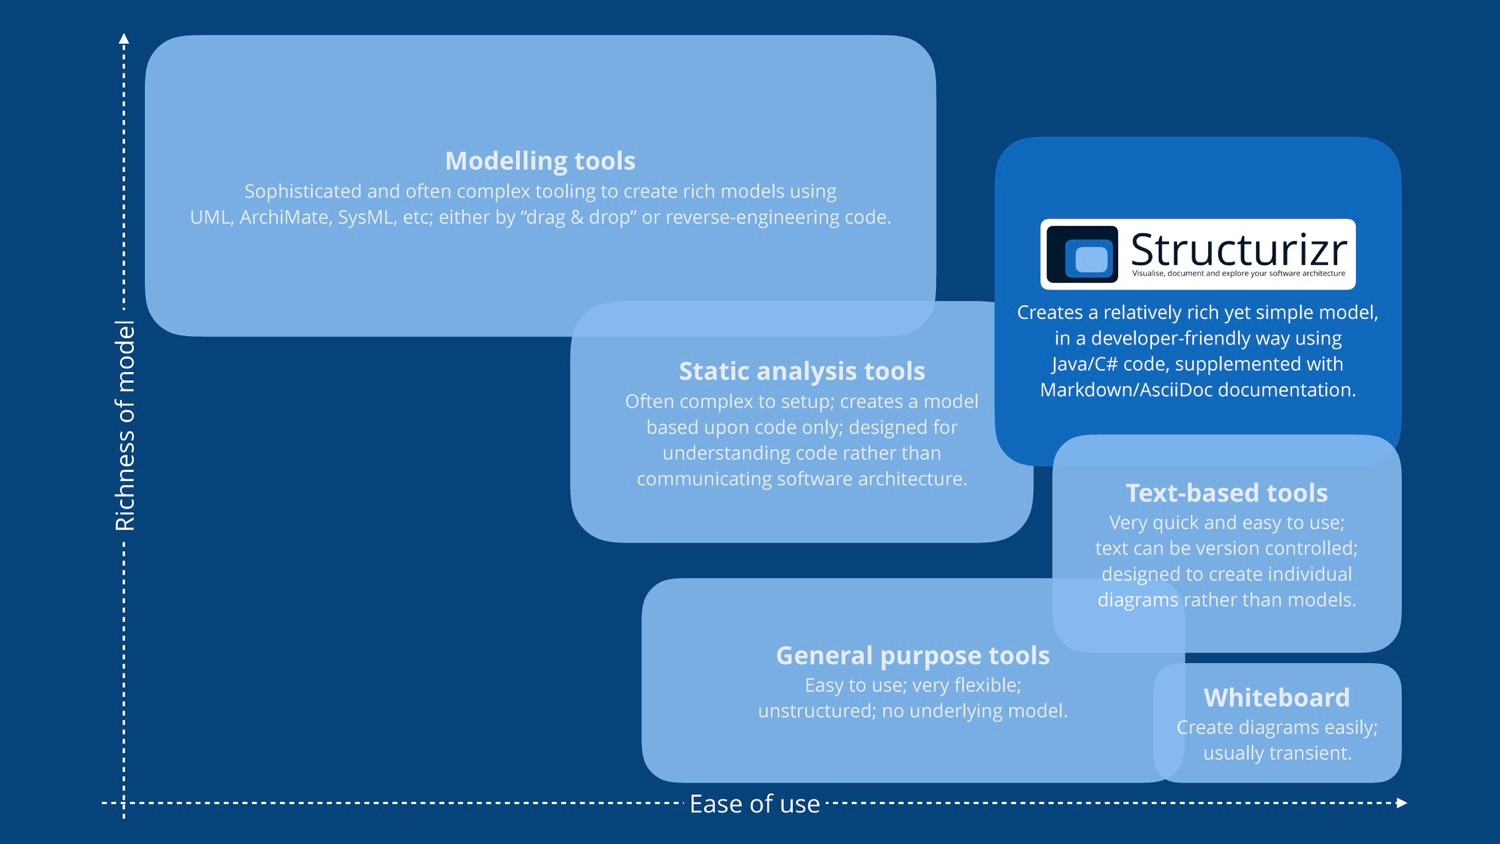 Modelling tools
Sophisticated and often complex tooling to create rich models using
UML, ArchiMate, SysML, etc; either by “drag & drop” or reverse-engineering code.
Structurizr
Visualise, document and explore your software architecture
Creates a relatively rich yet simple model,
in a developer-friendly way using
Java/C# code, supplemented with
Markdown/AsciiDoc documentation.
Richness of model
Static analysis tools
Often complex to setup; creates a model
based upon code only; designed for
understanding code rather than
communicating software architecture.
Text-based tools
Very quick and easy to use;
text can be version controlled;
designed to create individual
diagrams rather than models.
General purpose tools
Easy to use; very flexible;
unstructured; no underlying model.
Whiteboard
Create diagrams easily;
usually transient.
Ease of use